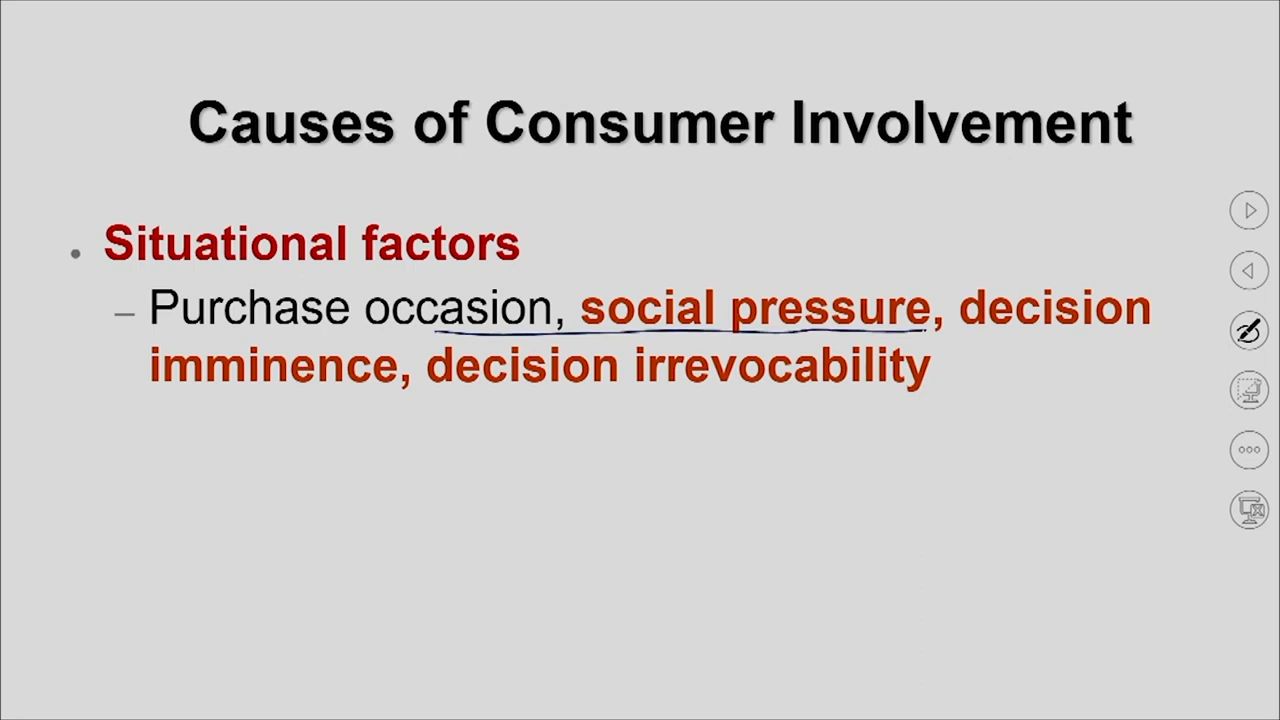 Causes of Consumer Involvement
• Situational factors
– Purchase occasion, social pressure, decision
imminence, decision irrevocability